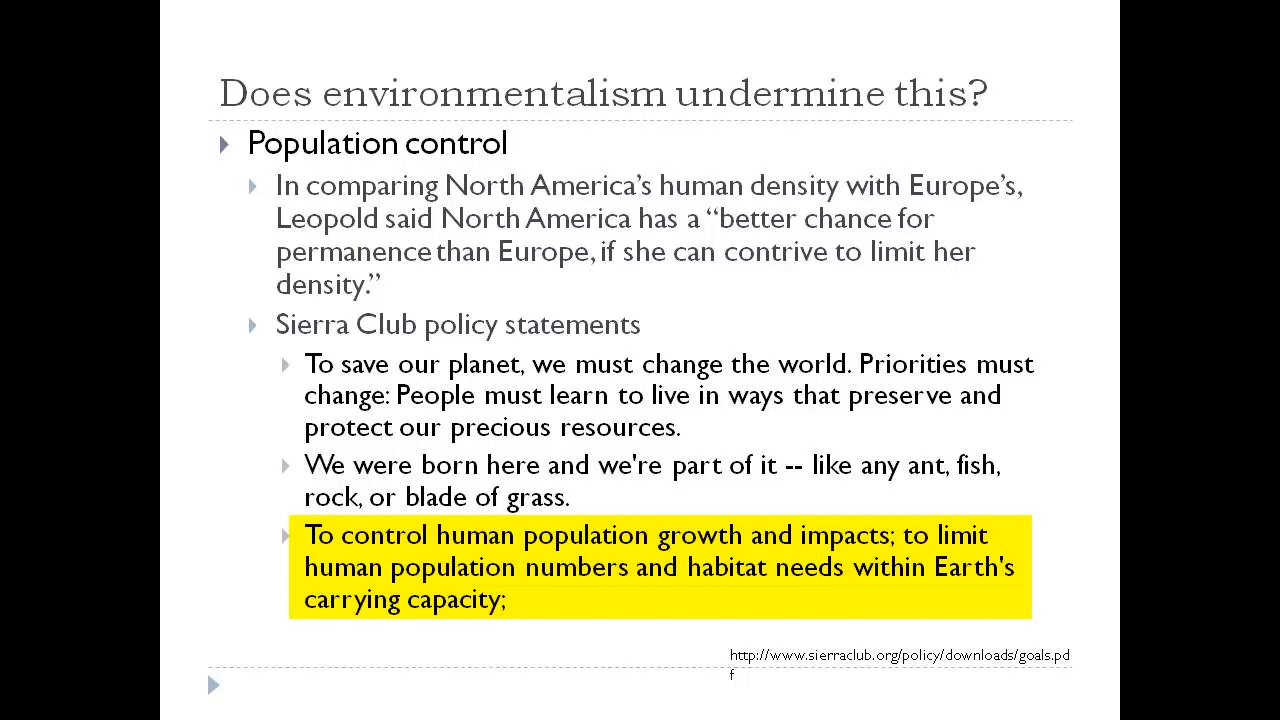 Does environmentalism undermine this?
Population control
In comparing North America’s human density with Europe’s,
Leopold said North America has a “better chance for
permanence than Europe, if she can contrive to limit her
density.”
Sierra Club policy statements
To save our planet, we must change the world. Priorities must
change: People must learn to live in ways that preserve and
protect our precious resources.
We were born here and we're part of it -- like any ant, fish,
rock, or blade of grass.
To control human population growth and impacts; to limit
human population numbers and habitat needs within Earth's
carrying capacity;
http://www.sierraclub.org/policy/downloads/goals.pd
f